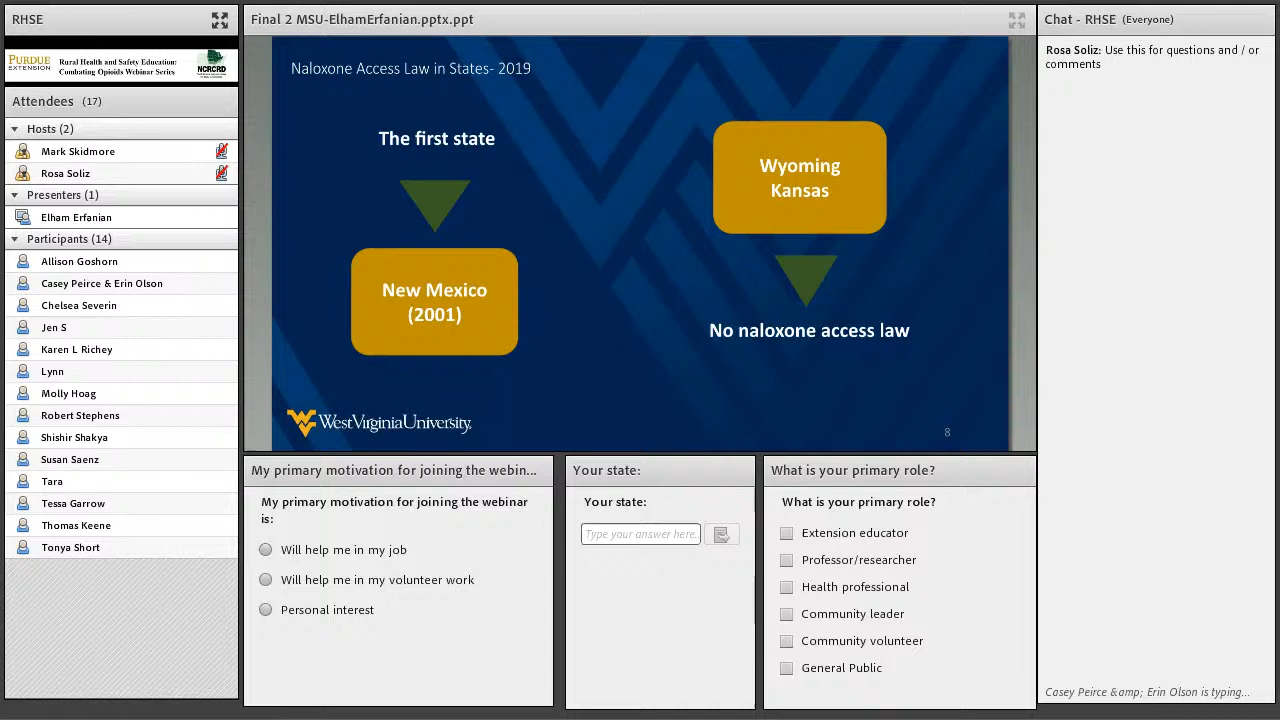 RHSE
PURDUE
EXTENSION
Rural Health and Safety Education:
Combating Opioids Webinar Series
NCRCRD
Attendees (17)
Hosts (2)
Mark Skidmore
Rosa Soliz
Presenters (1)
Elham Erfanian
Participants (14)
Allison Goshorn
Casey Peirce & Erin Olson
Chelsea Severin
Jen S
Karen L Richey
Lynn
Molly Hoag
Robert Stephens
Shishir Shakya
Susan Saenz
Tara
Tessa Garrow
Thomas Keene
Tonya Short
Final 2 MSU-ElhamErfanian.pptx.ppt
Naloxone Access Law in States- 2019
The first state
New Mexico
(2001)
Wyoming
Kansas
No naloxone access law
WestVirginiaUniversity.
8
My primary motivation for joining the webin...
My primary motivation for joining the webinar
is:
Will help me in my job
Will help me in my volunteer work
Personal interest
Your state:
Your state:
Type your answer here.
What is your primary role?
What is your primary role?
Extension educator
Professor/researcher
Health professional
Community leader
Community volunteer
General Public
Chat - RHSE (Everyone)
Rosa Soliz: Use this for questions and / or
comments
Casey Peirce &amp; Erin Olson is typing...